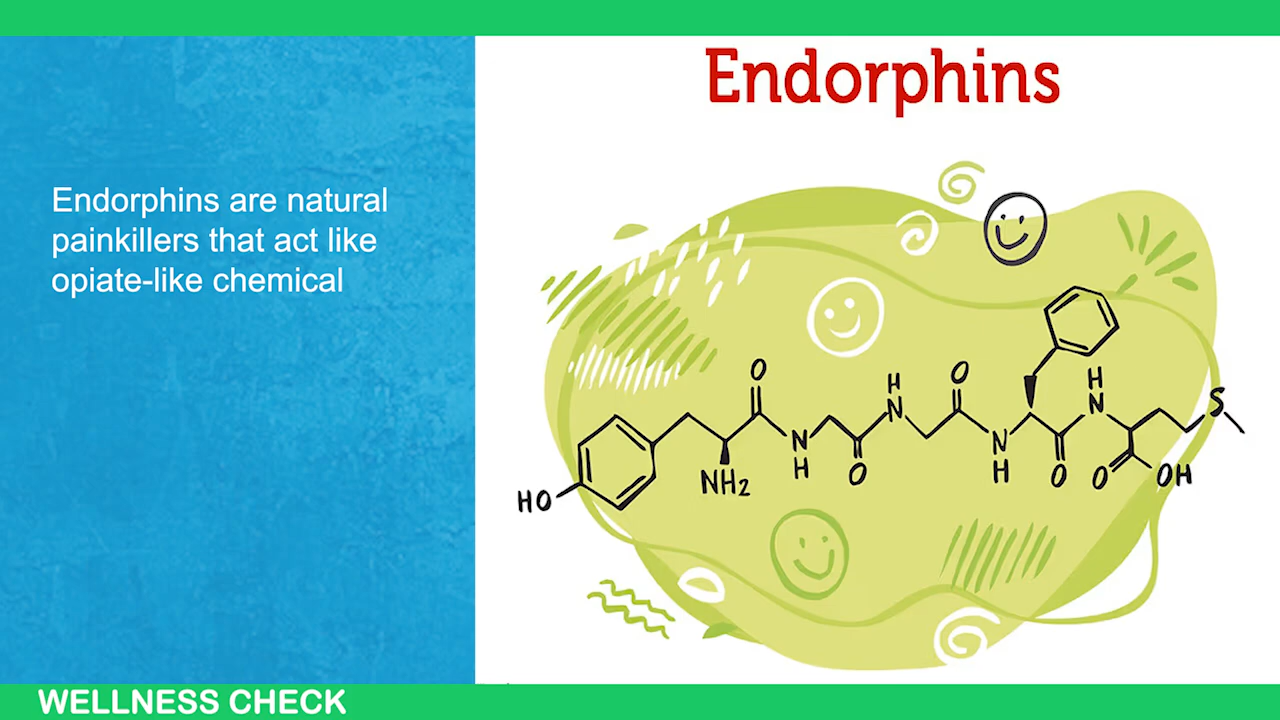 Endorphins
Endorphins are natural
painkillers that act like
opiate-like chemical
O
H
N
O
H
N
S
HO
NH2
N
H
O
N
H
O
O
OH
WELLNESS CHECK